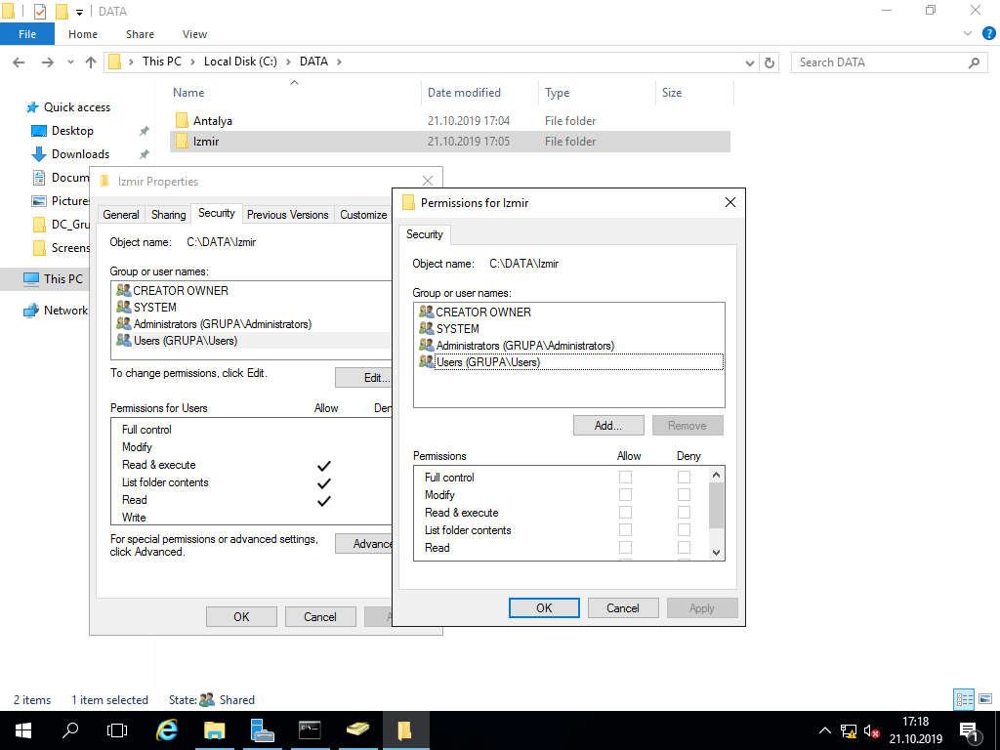 DATA
File Home Share View
This PC Local Disk (C:) DATA
Search DATA
Name Date modified Type Size
Antalya 21.10.2019 17:04 File folder
Izmir 21.10.2019 17:05 File folder
Quick access
Desktop
Downloads
Docum
Pictures
DC_Gru
Screens
This PC
Network
Izmir Properties
General Sharing Security Previous Versions Customize
Object name: C:\DATA\Izmir
Group or user names:
CREATOR OWNER
SYSTEM
Administrators (GRUPA\Administrators)
Users (GRUPA\Users)
To change permissions, click Edit.
Edit...
Permissions for Users Allow Den
Full control
Modify
Read & execute
List folder contents
Read
Write
For special permissions or advanced settings,
click Advanced.
Advance
OK Cancel A
Permissions for Izmir
Security
Object name: C:\DATA\Izmir
Group or user names:
CREATOR OWNER
SYSTEM
Administrators (GRUPA\Administrators)
Users (GRUPA\Users)
Add... Remove
Permissions Allow Deny
Full control
Modify
Read & execute
List folder contents
Read
OK Cancel Apply
2 items 1 item selected State: Shared
17:18
21.10.2019
1